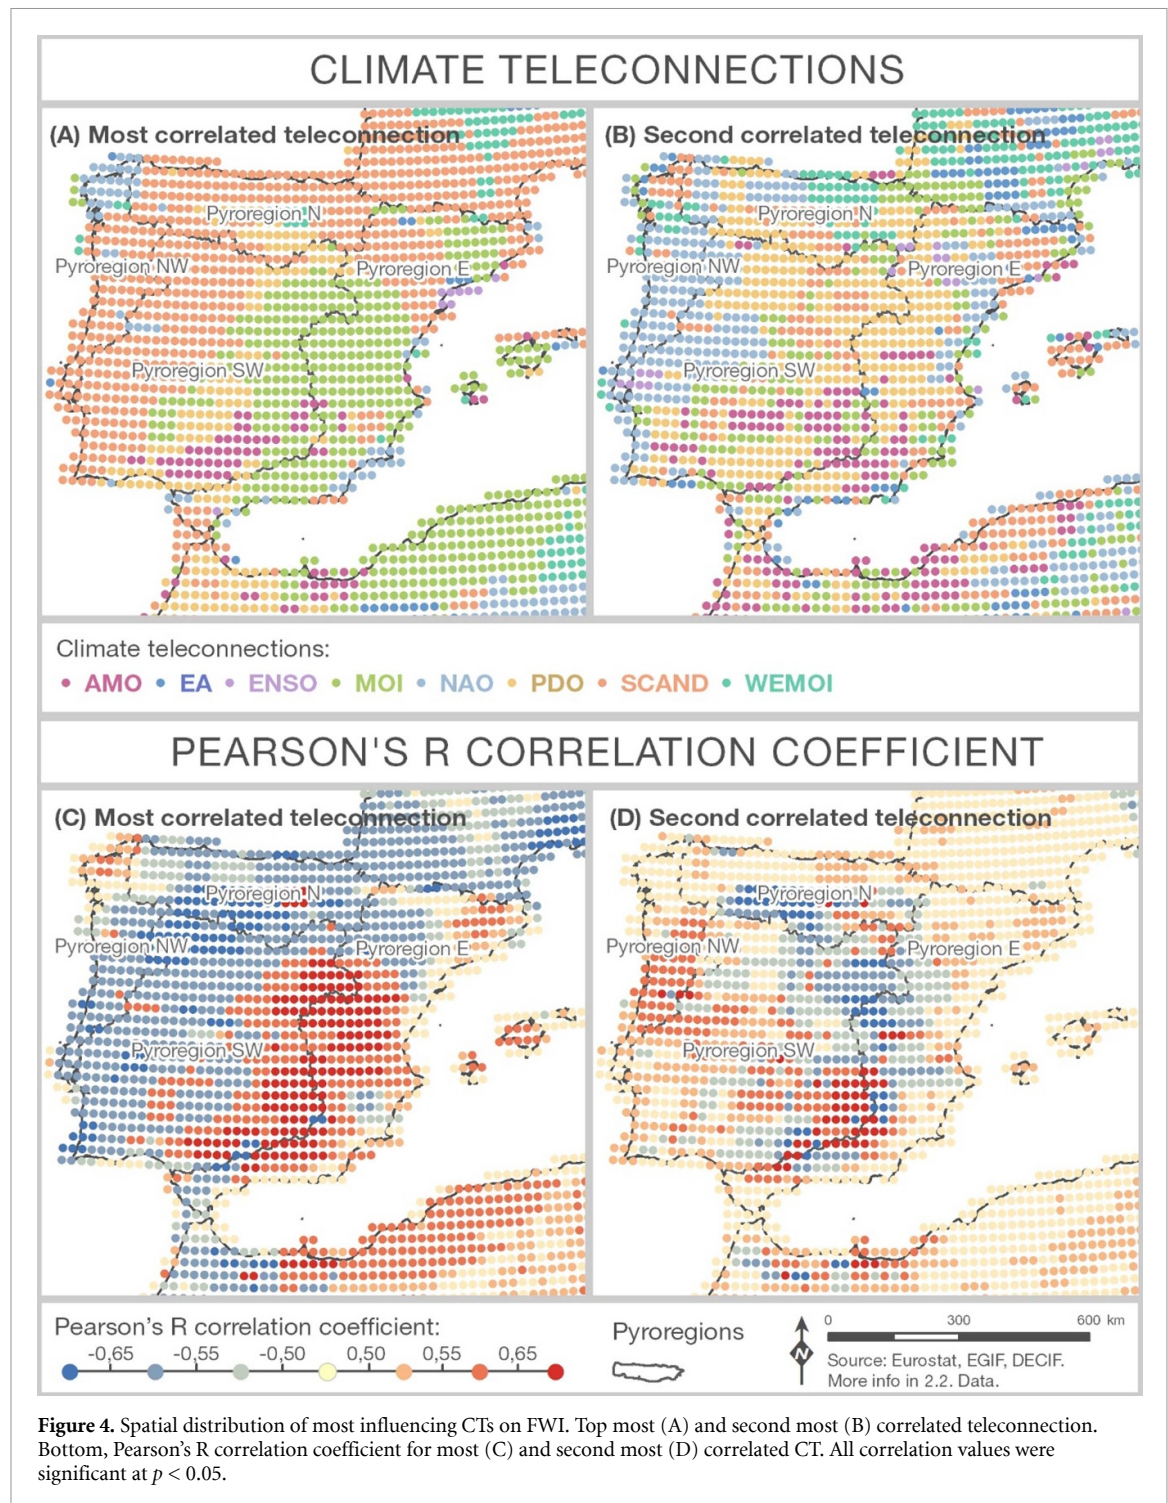 CLIMATE TELECONNECTIONS
(A) Most correlated teleconnection
Pyroregion N
Pyroregion NW
Pyroregion E
Pyroregion SW
(B) Second correlated teleconnection
Pyroregion N
Pyroregion NW
Pyroregion E
Pyroregion SW
Climate teleconnections:
• AMO • EA • ENSO • MOI • NAO • PDO • SCAND • WEMOI
PEARSON'S R CORRELATION COEFFICIENT
(C) Most correlated teleconnection
Pyroregion N
Pyroregion NW
Pyroregion E
Pyroregion SW
(D) Second correlated teleconnection
Pyroregion N
Pyroregion NW
Pyroregion E
Pyroregion SW
Pearson's R correlation coefficient:
-0,65 -0,55 -0,50 0,50 0,55 0,65
Pyroregions
N
0 300 600 km
Source: Eurostat, EGIF, DECIF.
More info in 2.2. Data.
Figure 4. Spatial distribution of most influencing CTs on FWI. Top most (A) and second most (B) correlated teleconnection.
Bottom, Pearson's R correlation coefficient for most (C) and second most (D) correlated CT. All correlation values were
significant at p < 0.05.